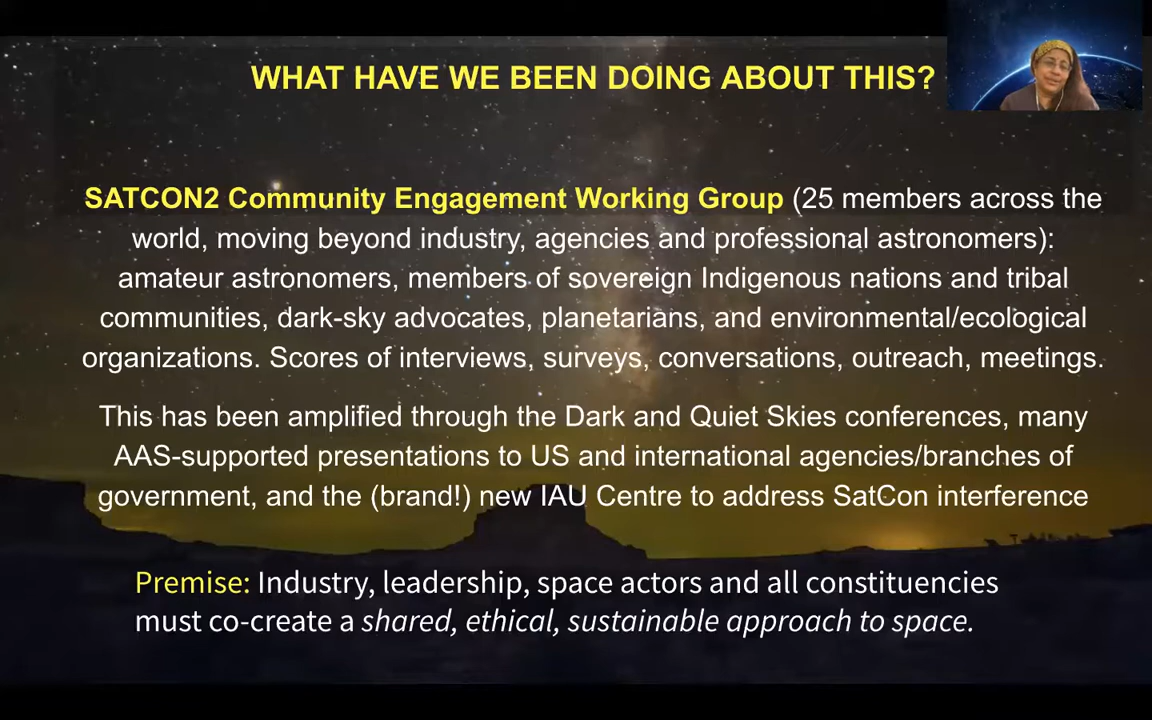 WHAT HAVE WE BEEN DOING ABOUT THIS?
SATCON2 Community Engagement Working Group (25 members across the
world, moving beyond industry, agencies and professional astronomers):
amateur astronomers, members of sovereign Indigenous nations and tribal
communities, dark-sky advocates, planetarians, and environmental/ecological
organizations. Scores of interviews, surveys, conversations, outreach, meetings.
This has been amplified through the Dark and Quiet Skies conferences, many
AAS-supported presentations to US and international agencies/branches of
government, and the (brand!) new IAU Centre to address SatCon interference
Premise: Industry, leadership, space actors and all constituencies
must co-create a shared, ethical, sustainable approach to space.